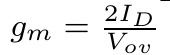 g_m = \frac{2I_D}{V_{ov}}